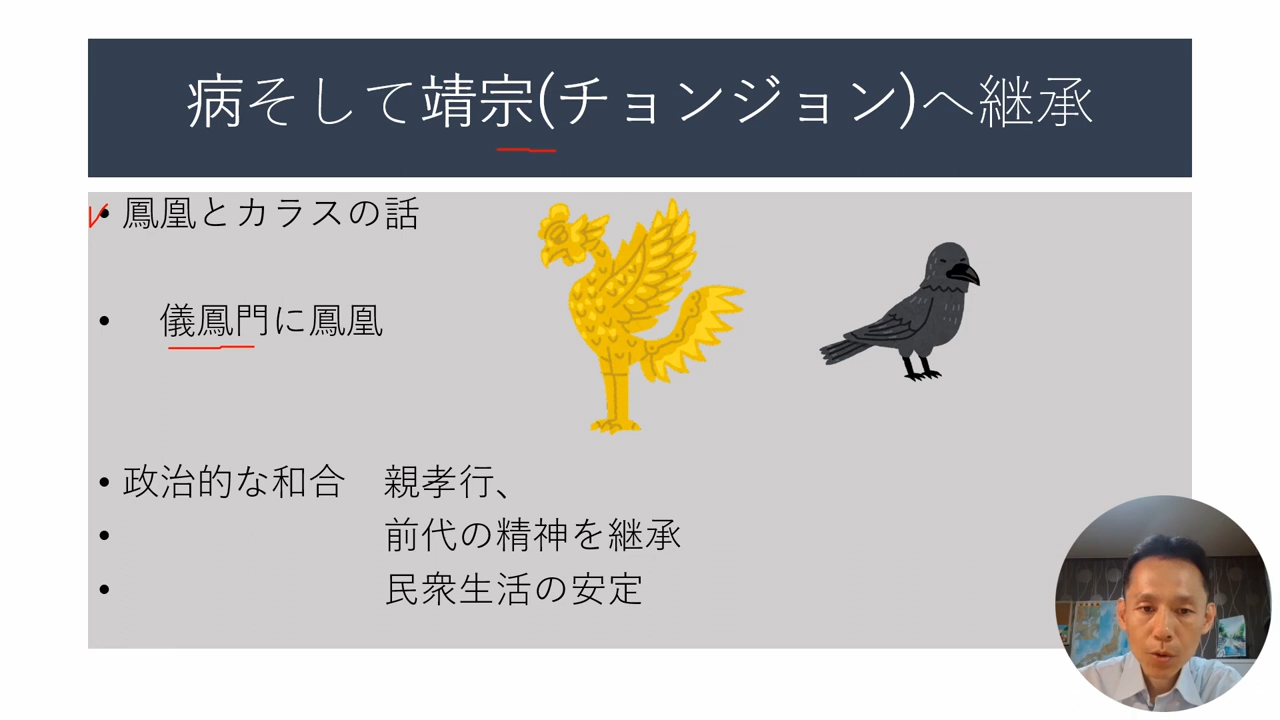 病そして靖宗(チョンジョン)へ継承
• 鳳凰とカラスの話
• 儀鳳門に鳳凰
• 政治的な和合　親孝行、
• 前代の精神を継承
• 民衆生活の安定